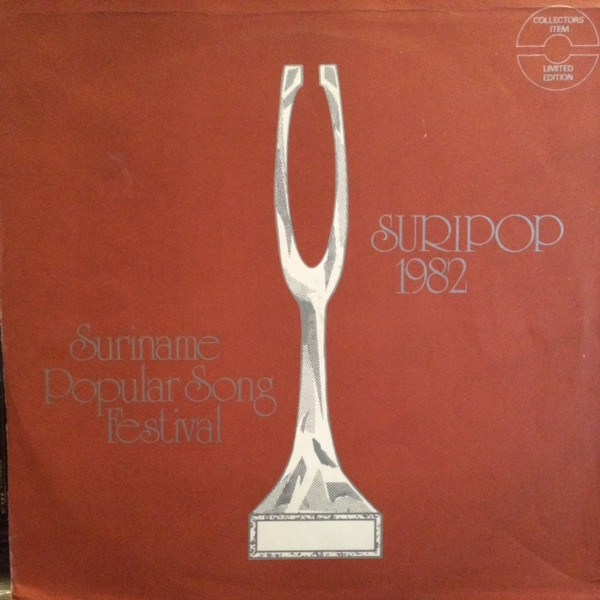 COLLECTORS
ITEM
LIMITED
EDITION
SURIPOP
1982
Suriname
Popular Song
Festival